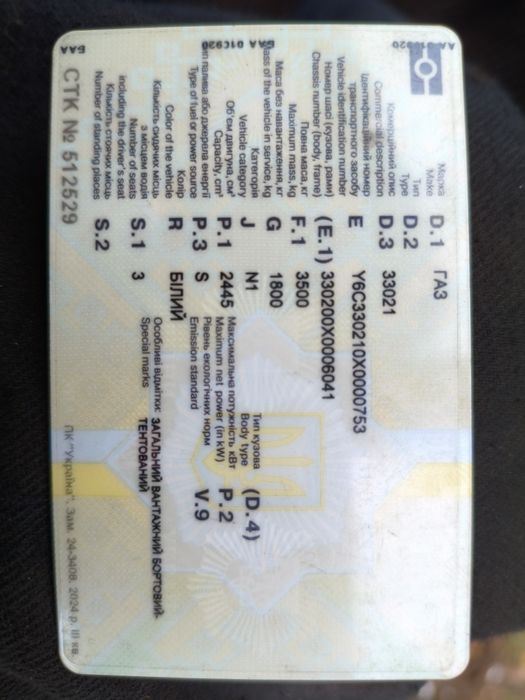 АА 01С920
БАА 01С920
БАА
Марка
Make D.1 ГАЗ
Тип
Type D.2
Комерційний опис
Commercial description D.3 33021
Ідентифікаційний номер
транспортного засобу
Vehicle identification number E Y6C330210X0000753
Номер шасі (кузова, рами)
Chassis number (body, frame) (E.1) 330200X0006041
Повна маса, кг
Maximum mass, kg F.1 3500
Маса без навантаження, кг
Mass of the vehicle in service, kg G 1800
Категорія
Vehicle category J N1
Тип кузова
Body type (D.4)
Об'єм двигуна, см³
Capacity, cm³ P.1 2445
Максимальна потужність кВт
Maximum net power (in kW) P.2
Тип палива або джерела енергії
Type of fuel or power source P.3 S
Рівень екологічних норм
Emission standard V.9
Колір
Color of the vehicle R БІЛИЙ
Кількість сидячих місць
з місцем водія
Number of seats
including the driver's seat S.1 3
Кількість стоячих місць
Number of standing places S.2
Особливі відмітки: ЗАГАЛЬНИЙ ВАНТАЖНИЙ БОРТОВИЙ-
Special marks ТЕНТОВАНИЙ
СТК № 512529
ПК "Україна". Зам. 24-3408. 2024 р. III кв.